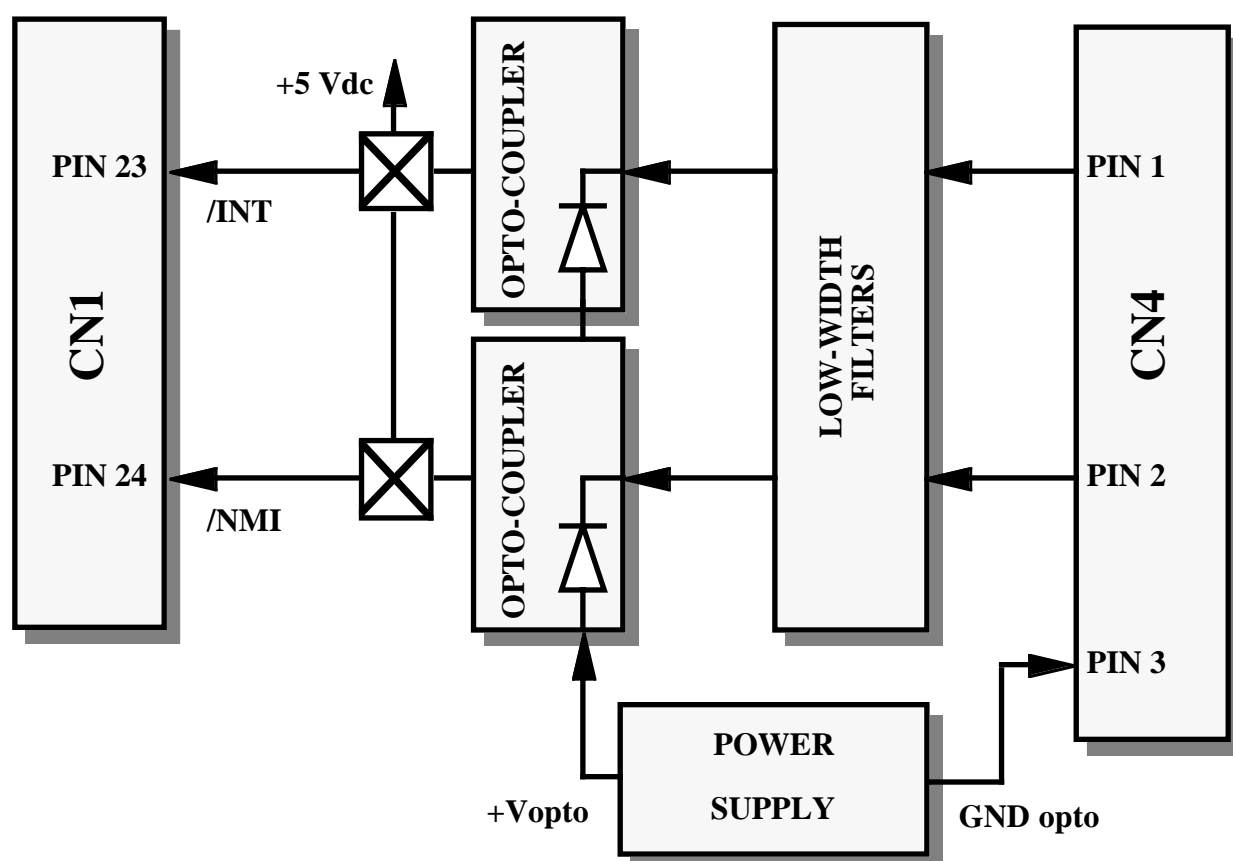 +5 Vdc
PIN 23
/INT
CN1
PIN 24
/NMI
OPTO-COUPLER
OPTO-COUPLER
LOW-WIDTH
FILTERS
PIN 1
CN4
PIN 2
PIN 3
POWER
SUPPLY
+Vopto
GND opto